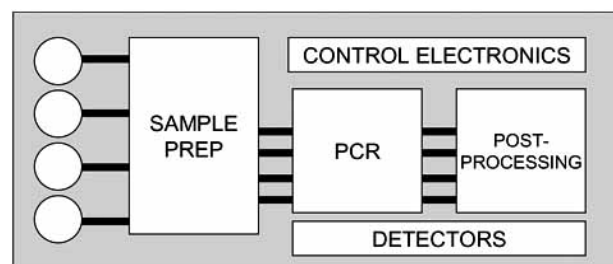 CONTROL ELECTRONICS
SAMPLE
PREP
PCR
POST-
PROCESSING
DETECTORS